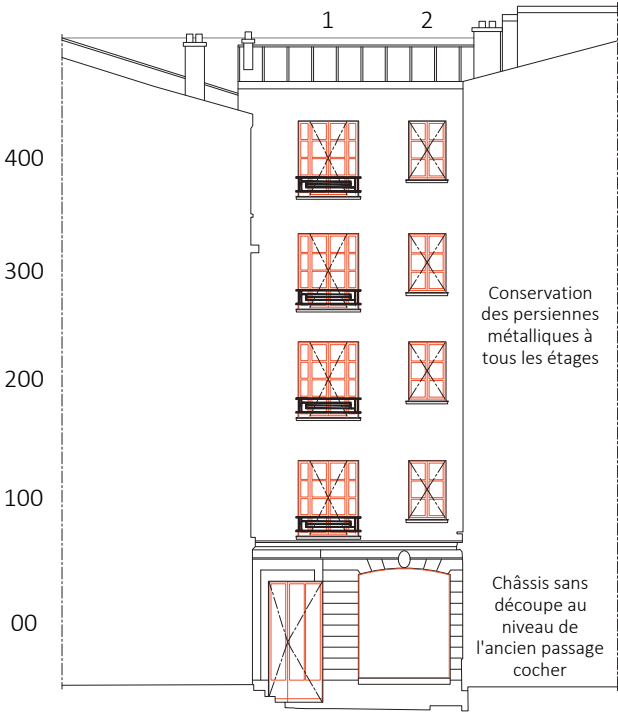 1 2
400
300
Conservation
des persiennes
métalliques à
tous les étages
200
100
Châssis sans
découpe au
niveau de
l'ancien passage
cocher
00